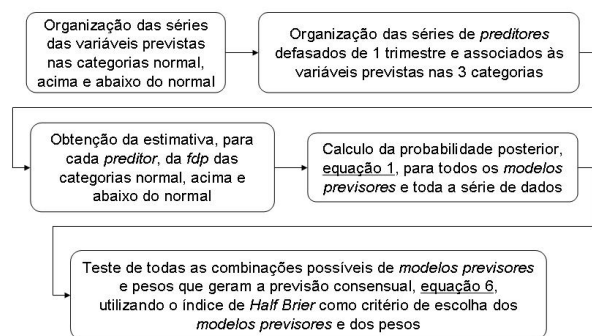 Organização das séries
das variáveis previstas
nas categorias normal,
acima e abaixo do normal
Organização das séries de preditores
defasados de 1 trimestre e associados às
variáveis previstas nas 3 categorias
Obtenção da estimativa, para
cada preditor, da fdp das
categorias normal, acima e
abaixo do normal
Calculo da probabilidade posterior,
equação 1, para todos os modelos
previsores e toda a série de dados
Teste de todas as combinações possíveis de modelos previsores
e pesos que geram a previsão consensual, equação 6,
utilizando o índice de Half Brier como critério de escolha dos
modelos previsores e dos pesos